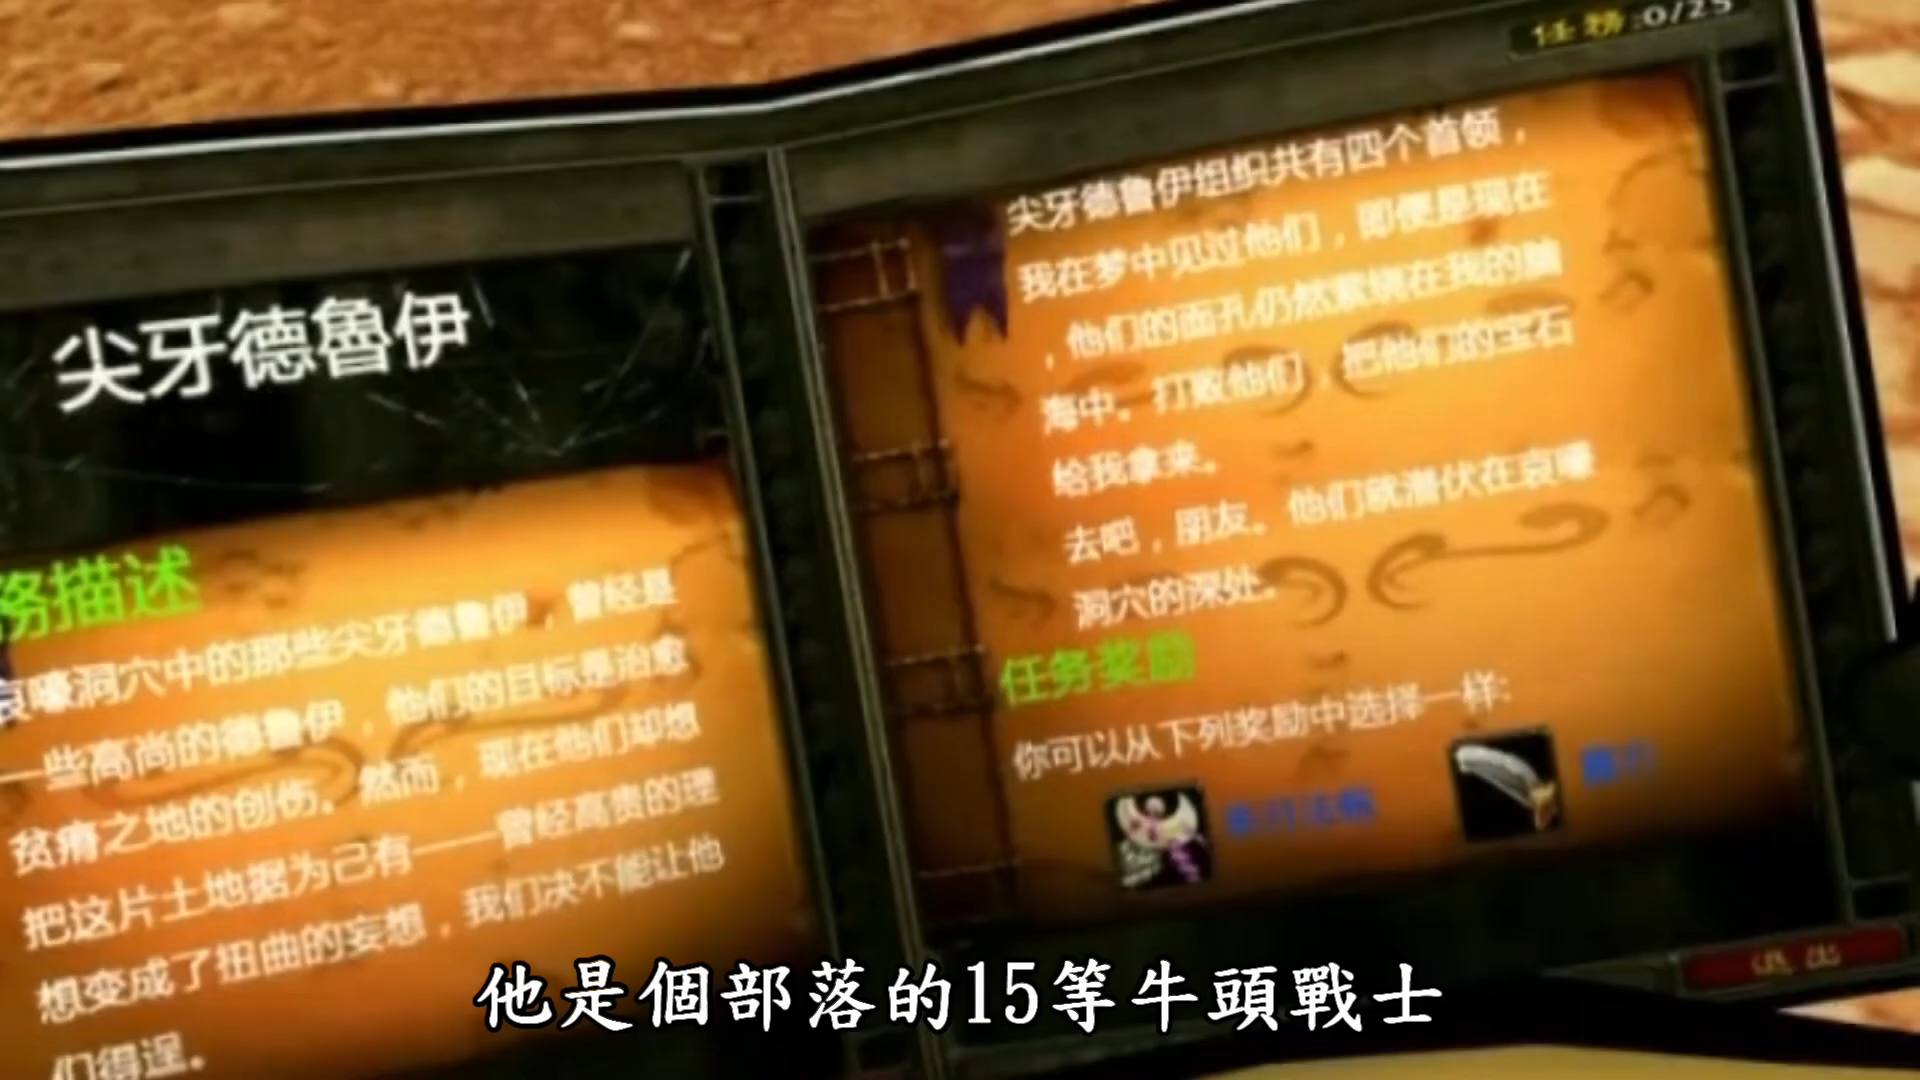 任務:0/25
尖牙德魯伊
務描述
哀嚎洞穴中的那些尖牙德鲁伊，曾经是
一些高尚的德鲁伊，他们的目标是治愈
贫瘠之地的创伤。然而，现在他们却想
把这片土地据为己有——曾经高贵的理
想变成了扭曲的妄想，我们决不能让他
们得逞。
尖牙德鲁伊组织共有四个首领，
我在梦中见过他们，即便是现在
，他们的面孔仍然萦绕在我的脑
海中。打败他们，把他们的宝石
给我拿来。
去吧，朋友。他们就潜伏在哀嚎
洞穴的深处。
任务奖励
你可以从下列奖励中选择一样:
退出
他是個部落的15等牛頭戰士